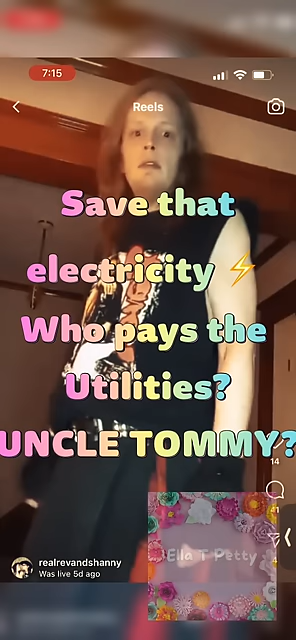 7:15
Reels
Save that
electricity ⚡
Who pays the
Utilities?
UNCLE TOMMY?
14
41
Ella T Petty
realrevandshanny
Was live 5d ago